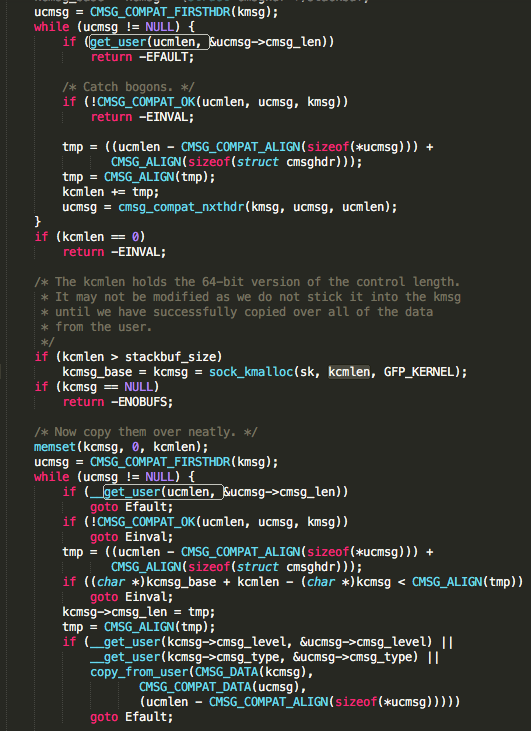 ucmsg = CMSG_COMPAT_FIRSTHDR(kmsg);
while (ucmsg != NULL) {
if (get_user(ucmlen, &ucmsg->cmsg_len))
return -EFAULT;
/* Catch bogons. */
if (!CMSG_COMPAT_OK(ucmlen, ucmsg, kmsg))
return -EINVAL;
tmp = ((ucmlen - CMSG_COMPAT_ALIGN(sizeof(*ucmsg))) +
CMSG_ALIGN(sizeof(struct cmsghdr)));
tmp = CMSG_ALIGN(tmp);
kcmlen += tmp;
ucmsg = cmsg_compat_nxthdr(kmsg, ucmsg, ucmlen);
}
if (kcmlen == 0)
return -EINVAL;
/* The kcmlen holds the 64-bit version of the control length.
* It may not be modified as we do not stick it into the kmsg
* until we have successfully copied over all of the data
* from the user.
*/
if (kcmlen > stackbuf_size)
kcmsg_base = kcmsg = sock_kmalloc(sk, kcmlen, GFP_KERNEL);
if (kcmsg == NULL)
return -ENOBUFS;
/* Now copy them over neatly. */
memset(kcmsg, 0, kcmlen);
ucmsg = CMSG_COMPAT_FIRSTHDR(kmsg);
while (ucmsg != NULL) {
if (__get_user(ucmlen, &ucmsg->cmsg_len))
goto Efault;
if (!CMSG_COMPAT_OK(ucmlen, ucmsg, kmsg))
goto Einval;
tmp = ((ucmlen - CMSG_COMPAT_ALIGN(sizeof(*ucmsg))) +
CMSG_ALIGN(sizeof(struct cmsghdr)));
if ((char *)kcmsg_base + kcmlen - (char *)kcmsg < CMSG_ALIGN(tmp))
goto Einval;
kcmsg->cmsg_len = tmp;
tmp = CMSG_ALIGN(tmp);
if (__get_user(kcmsg->cmsg_level, &ucmsg->cmsg_level) ||
__get_user(kcmsg->cmsg_type, &ucmsg->cmsg_type) ||
copy_from_user(CMSG_DATA(kcmsg),
CMSG_COMPAT_DATA(ucmsg),
(ucmlen - CMSG_COMPAT_ALIGN(sizeof(*ucmsg)))))
goto Efault;